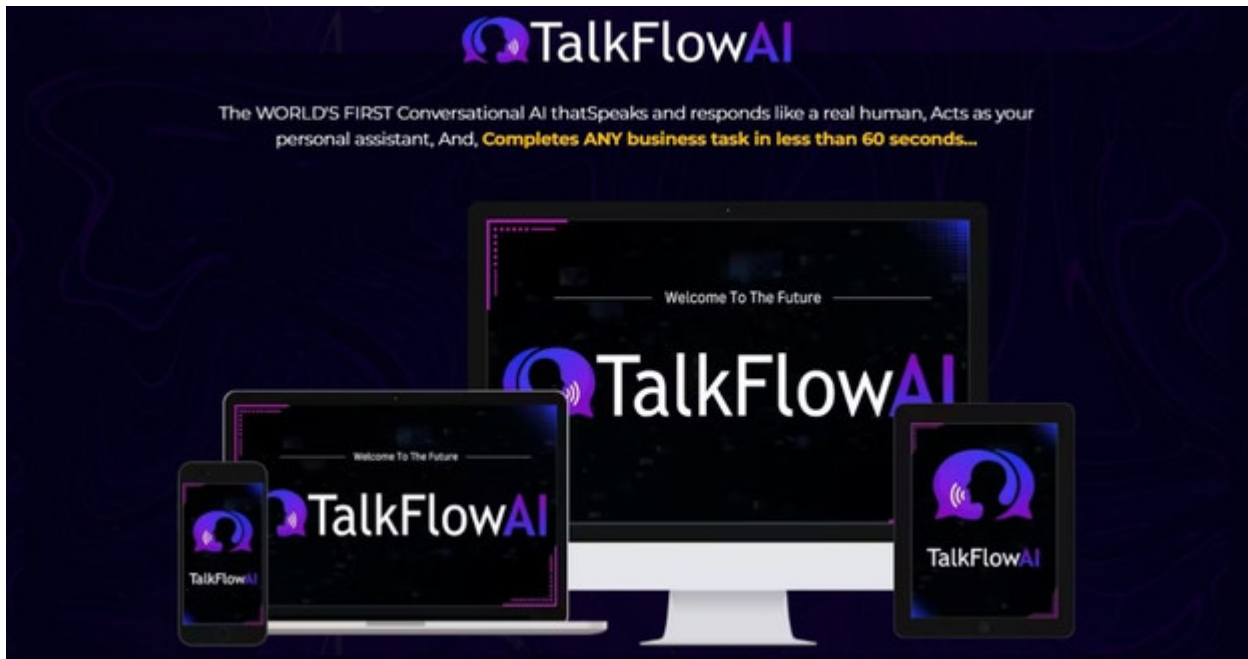 TalkFlowAI
The WORLD'S FIRST Conversational AI thatSpeaks and responds like a real human, Acts as your
personal assistant, And, Completes ANY business task in less than 60 seconds...
Welcome To The Future
TalkFlowAI
Welcome To The Future
TalkFlowAI
TalkFlowAI
TalkFlowAI